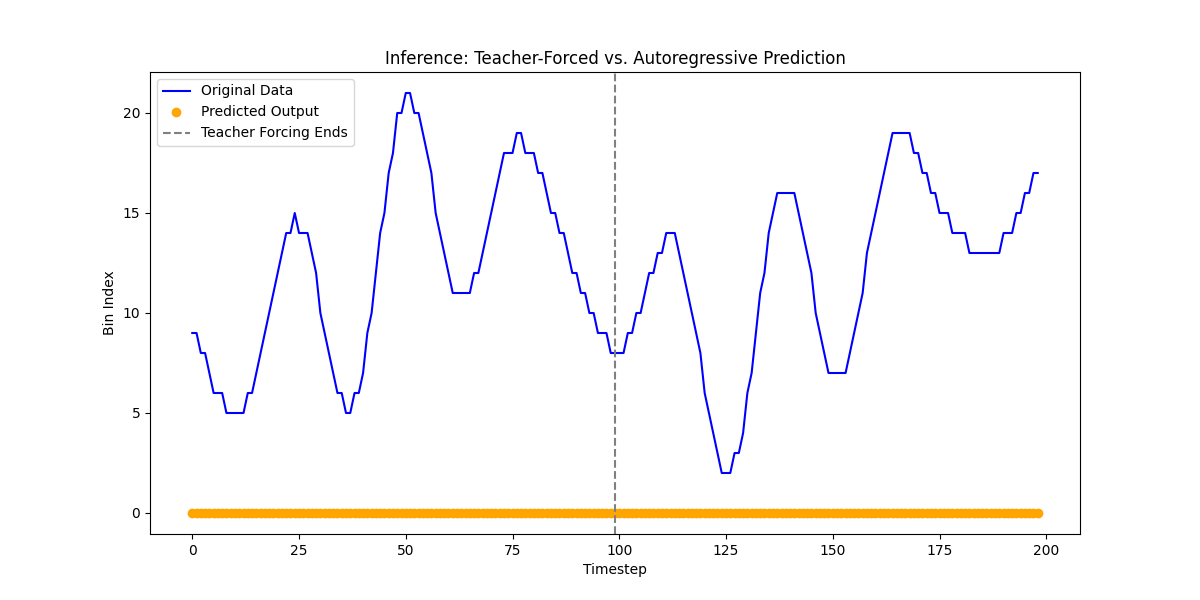 Inference: Teacher-Forced vs. Autoregressive Prediction
Original Data
Predicted Output
Teacher Forcing Ends
Bin Index
20
15
10
5
0
0 25 50 75 100 125 150 175 200
Timestep